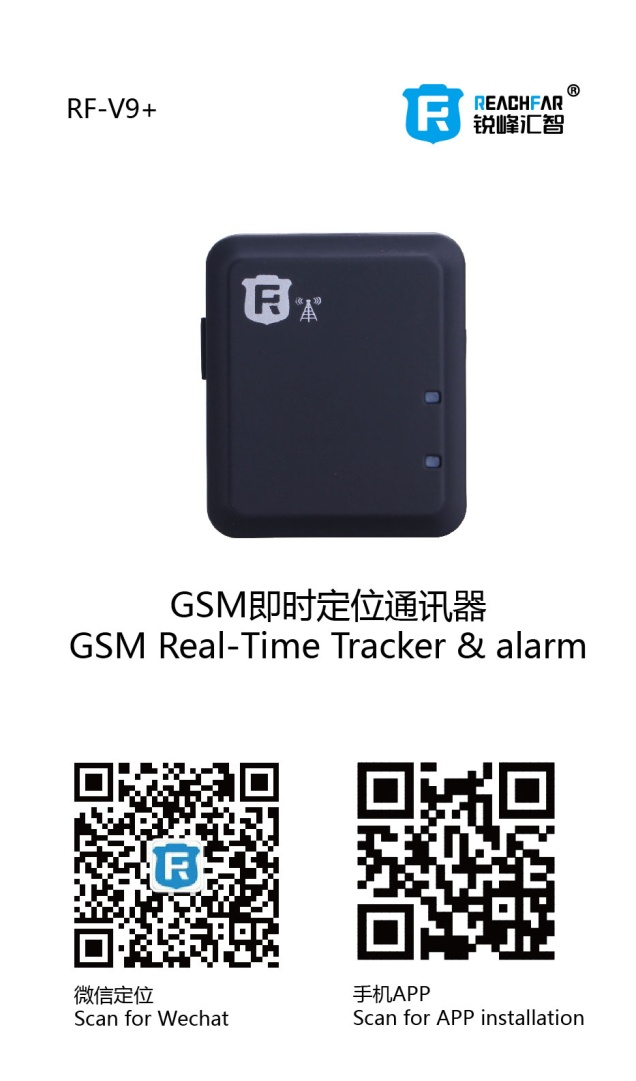 RF-V9+
REACHFAR®
锐峰汇智
GSM即时定位通讯器
GSM Real-Time Tracker & alarm
微信定位
Scan for Wechat
手机APP
Scan for APP installation